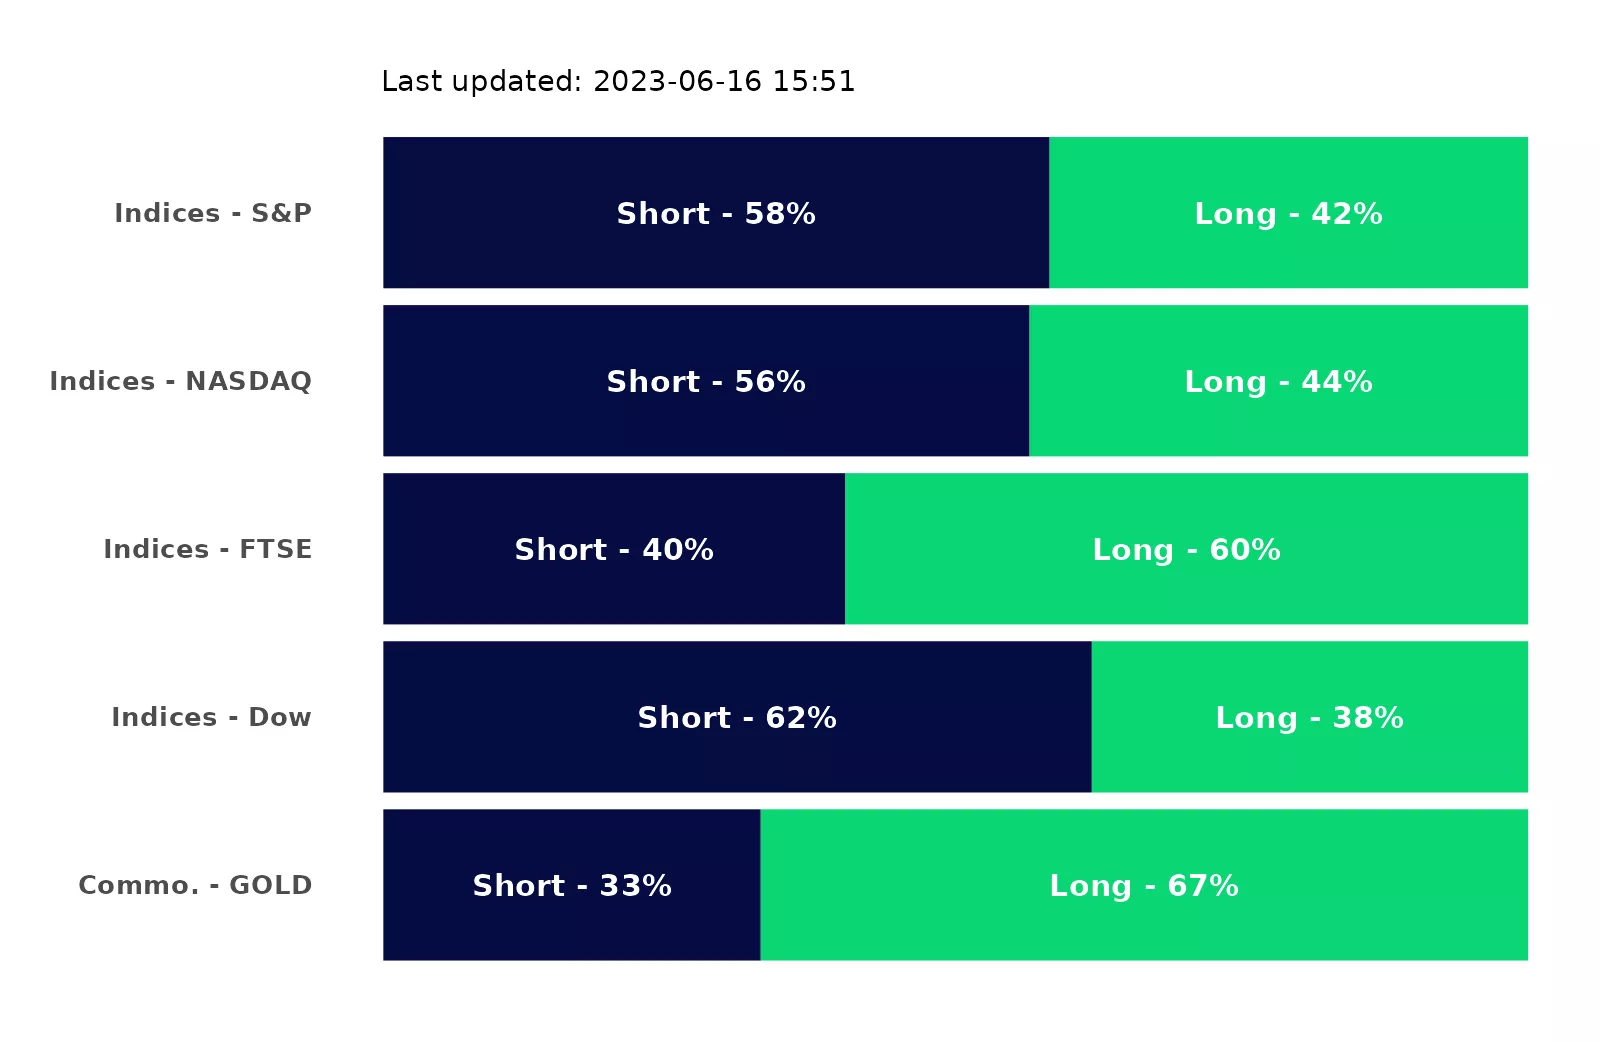 Last updated: 2023-06-16 15:51
Indices - S&P Short - 58% Long - 42%
Indices - NASDAQ Short - 56% Long - 44%
Indices - FTSE Short - 40% Long - 60%
Indices - Dow Short - 62% Long - 38%
Commo. - GOLD Short - 33% Long - 67%